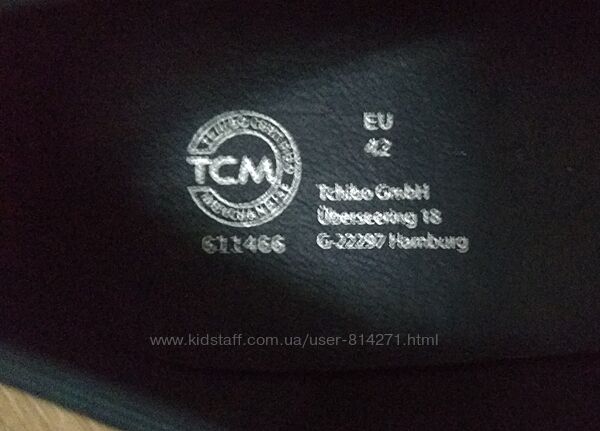 TCM
611466
EU
42
Tchibo GmbH
Überseering 18
G-22297 Hamburg
www.kidstaff.com.ua/user-814271.html